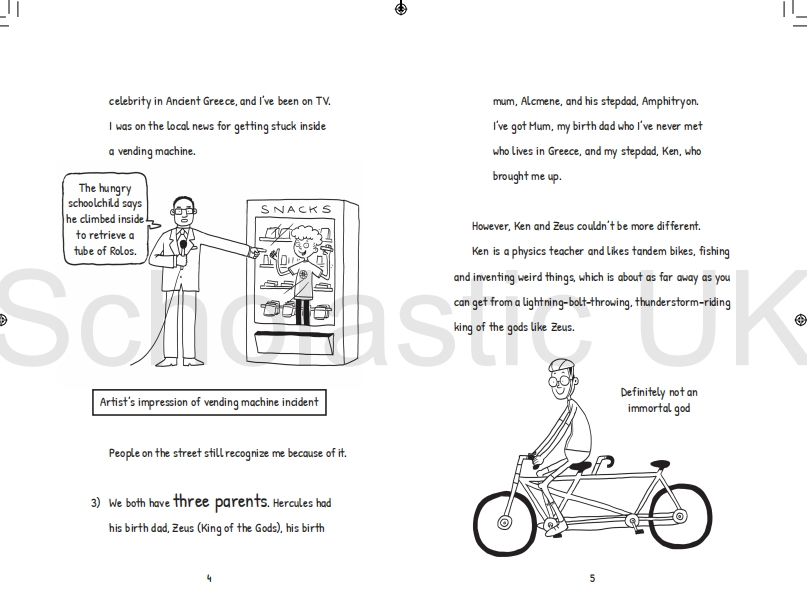 celebrity in Ancient Greece, and I've been on TV.
I was on the local news for getting stuck inside
a vending machine.
The hungry
schoolchild says
he climbed inside
to retrieve a
tube of Rolos.
SNACKS
Artist's impression of vending machine incident
People on the street still recognize me because of it.
3) We both have three parents. Hercules had
his birth dad, Zeus (King of the Gods), his birth
4
mum, Alcmene, and his stepdad, Amphitryon.
I've got Mum, my birth dad who I've never met
who lives in Greece, and my stepdad, Ken, who
brought me up.
However, Ken and Zeus couldn't be more different.
Ken is a physics teacher and likes tandem bikes, fishing
and inventing weird things, which is about as far away as you
can get from a lightning-bolt-throwing, thunderstorm-riding
king of the gods like Zeus.
Definitely not an
immortal god
5
Scholastic UK